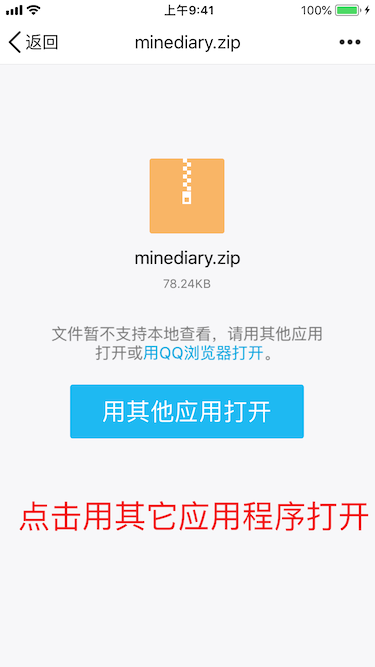 上午9:41
100%
返回
minediary.zip
minediary.zip
78.24KB
文件暂不支持本地查看，请用其他应用
打开或用QQ浏览器打开。
用其他应用打开
点击用其它应用程序打开